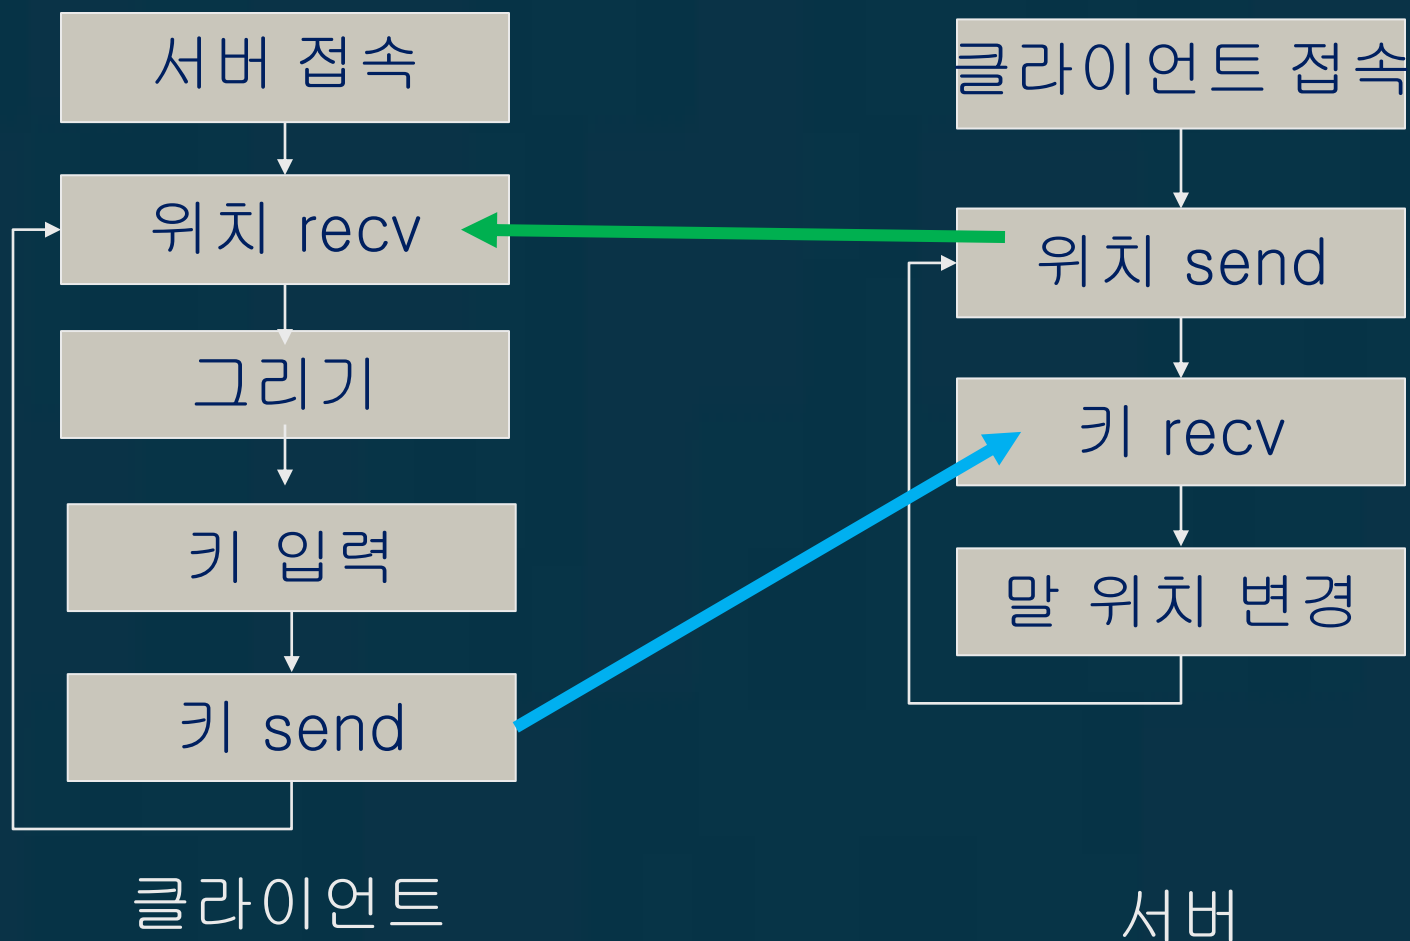 서버 접속
위치 recv
그리기
키 입력
키 send
클라이언트
클라이언트 접속
위치 send
키 recv
말 위치 변경
서버